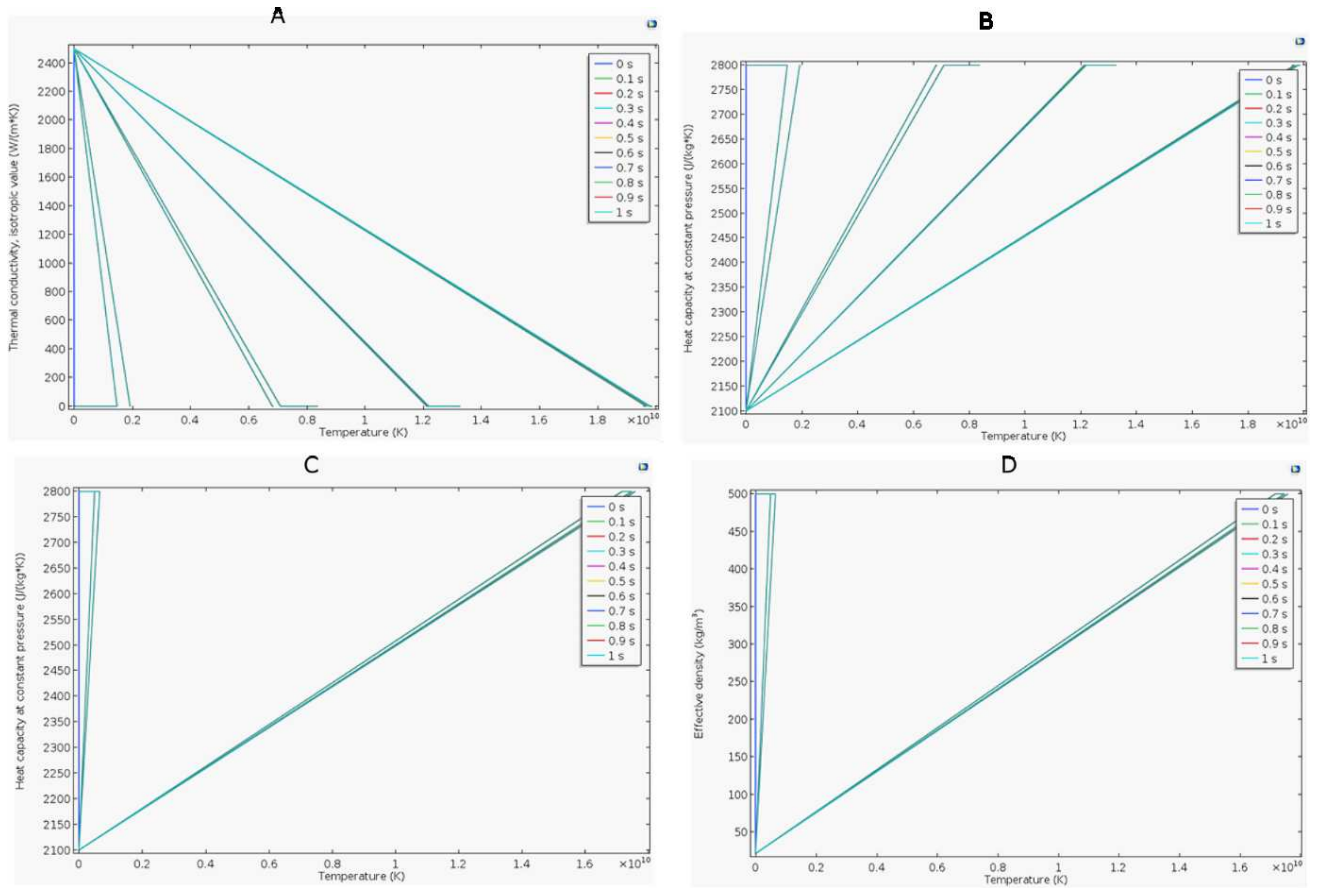 A
Thermal conductivity, isotropic value (W/(m*K))
2400
2200
2000
1800
1600
1400
1200
1000
800
600
400
200
0
0 s
0.1 s
0.2 s
0.3 s
0.4 s
0.5 s
0.6 s
0.7 s
0.8 s
0.9 s
1 s
0 0.2 0.4 0.6 0.8 1 1.2 1.4 1.6 1.8 ×10¹⁰
Temperature (K)
B
Heat capacity at constant pressure (J/(kg*K))
2800
2750
2700
2650
2600
2550
2500
2450
2400
2350
2300
2250
2200
2150
2100
0 s
0.1 s
0.2 s
0.3 s
0.4 s
0.5 s
0.6 s
0.7 s
0.8 s
0.9 s
1 s
0 0.2 0.4 0.6 0.8 1 1.2 1.4 1.6 1.8 ×10¹⁰
Temperature (K)
C
Heat capacity at constant pressure (J/(kg*K))
2800
2750
2700
2650
2600
2550
2500
2450
2400
2350
2300
2250
2200
2150
2100
0 s
0.1 s
0.2 s
0.3 s
0.4 s
0.5 s
0.6 s
0.7 s
0.8 s
0.9 s
1 s
0 0.2 0.4 0.6 0.8 1 1.2 1.4 1.6 ×10¹⁰
Temperature (K)
D
Effective density (kg/m³)
500
450
400
350
300
250
200
150
100
50
0 s
0.1 s
0.2 s
0.3 s
0.4 s
0.5 s
0.6 s
0.7 s
0.8 s
0.9 s
1 s
0 0.2 0.4 0.6 0.8 1 1.2 1.4 1.6 ×10¹⁰
Temperature (K)